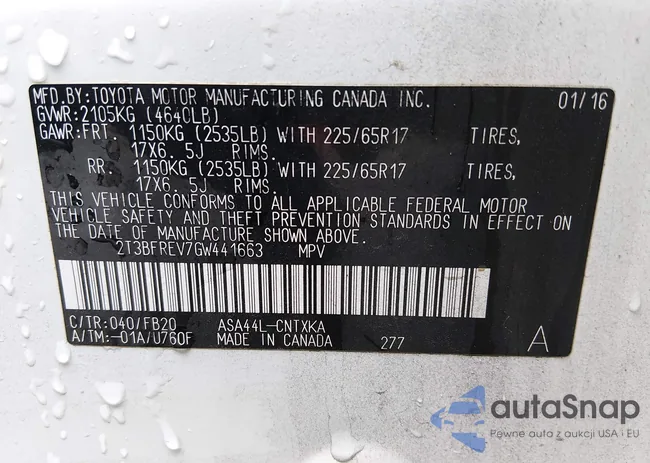 MFD.BY:TOYOTA MOTOR MANUFACTURING CANADA INC. 01/16
GVWR:2105KG (4640LB)
GAWR:FRT. 1150KG (2535LB) WITH 225/65R17 TIRES,
17X6. 5J RIMS.
RR. 1150KG (2535LB) WITH 225/65R17 TIRES,
17X6. 5J RIMS.
THIS VEHICLE CONFORMS TO ALL APPLICABLE FEDERAL MOTOR
VEHICLE SAFETY AND THEFT PREVENTION STANDARDS IN EFFECT ON
THE DATE OF MANUFACTURE SHOWN ABOVE.
2T3BFREV7GW441663 MPV
C/TR:040/FB20 ASA44L-CNTXKA
A/TM:-01A/U760F MADE IN CANADA 277 A
autoSnap
Pewne auto z aukcji USA i EU